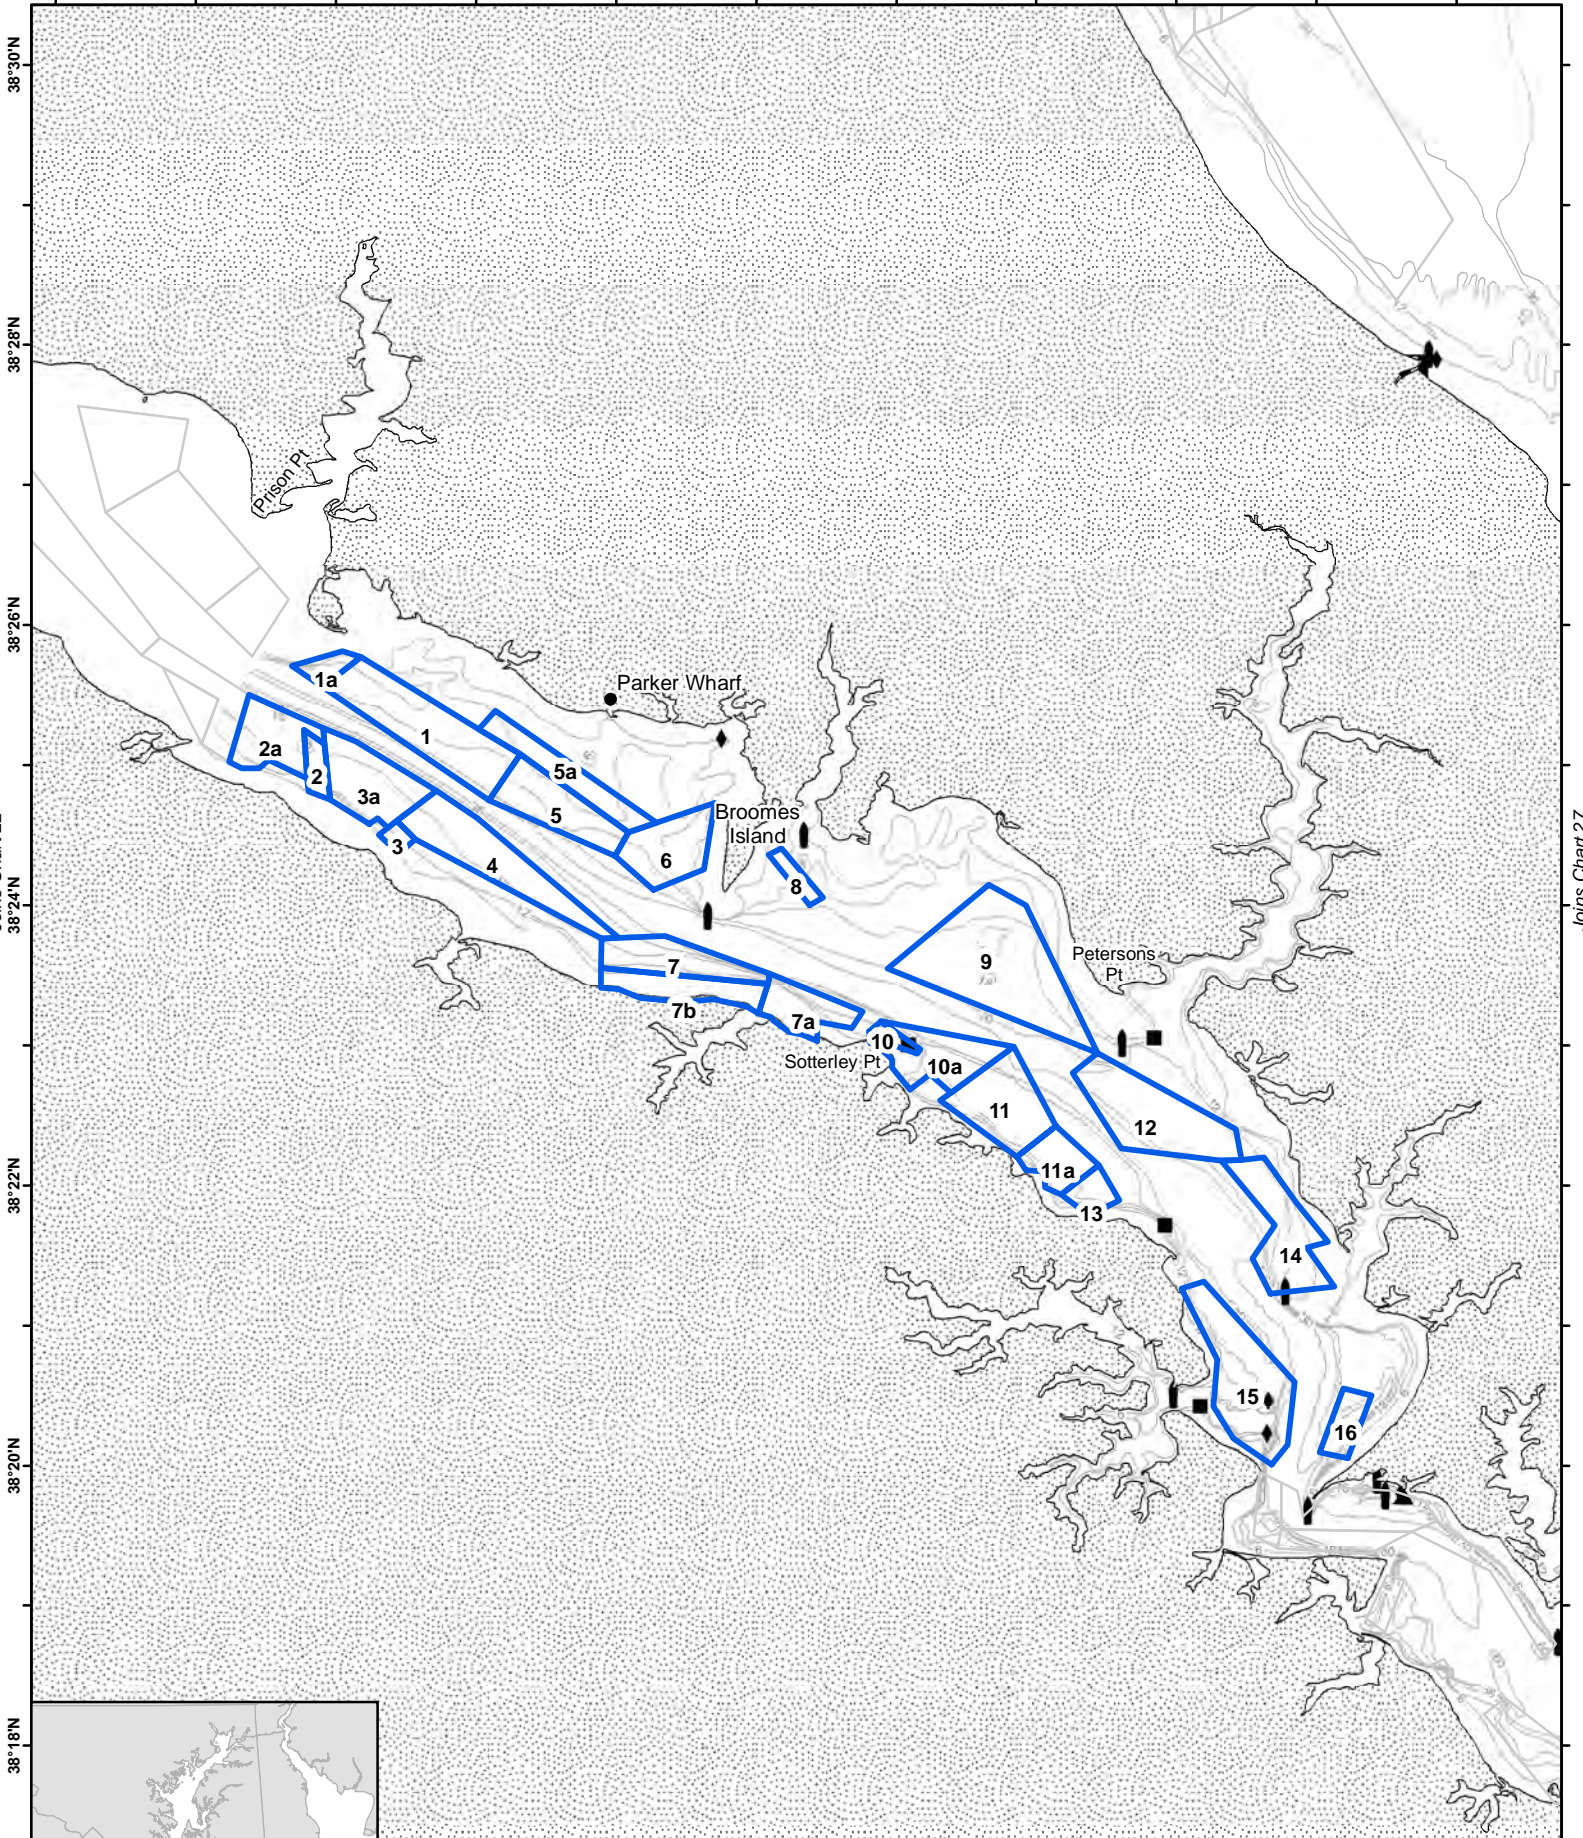 38°30'N
38°28'N
Prison Pt
38°26'N
1a
Parker Wharf
1
2a
5a
2
3a
5
Broomes
Island
3
6
4
8
38°24'N
Joins Chart 27
9
Petersons
Pt
7
7b
7a
10
Sotterley Pt
10a
11
12
38°22'N
11a
13
14
15
16
38°20'N
38°18'N